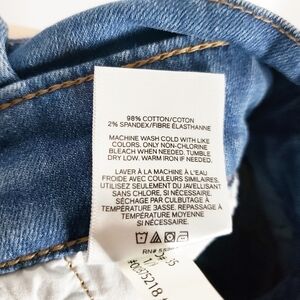 98% COTTON/COTON
2% SPANDEX/FIBRE ÉLASTHANNE
MACHINE WASH COLD WITH LIKE
COLORS. ONLY NON-CHLORINE
BLEACH WHEN NEEDED. TUMBLE
DRY LOW. WARM IRON IF NEEDED.
LAVER À LA MACHINE À L'EAU
FROIDE AVEC COULEURS SIMILAIRES,
UTILISEZ SEULEMENT DU JAVELLISANT
SANS CHLORE, SI NÉCESSAIRE.
SÉCHAGE PAR CULBUTAGE À
TEMPÉRATURE BASSE. REPASSAGE À
TEMPÉRATURE MOYENNE
SI NÉCESSAIRE.
RN#